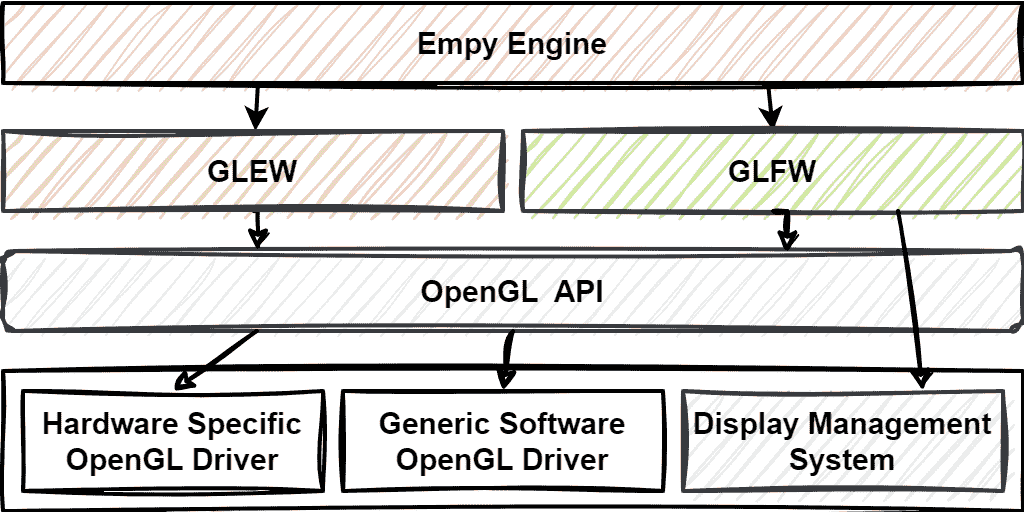 Empy Engine
GLEW
GLFW
OpenGL API
Hardware Specific
OpenGL Driver
Generic Software
OpenGL Driver
Display Management
System